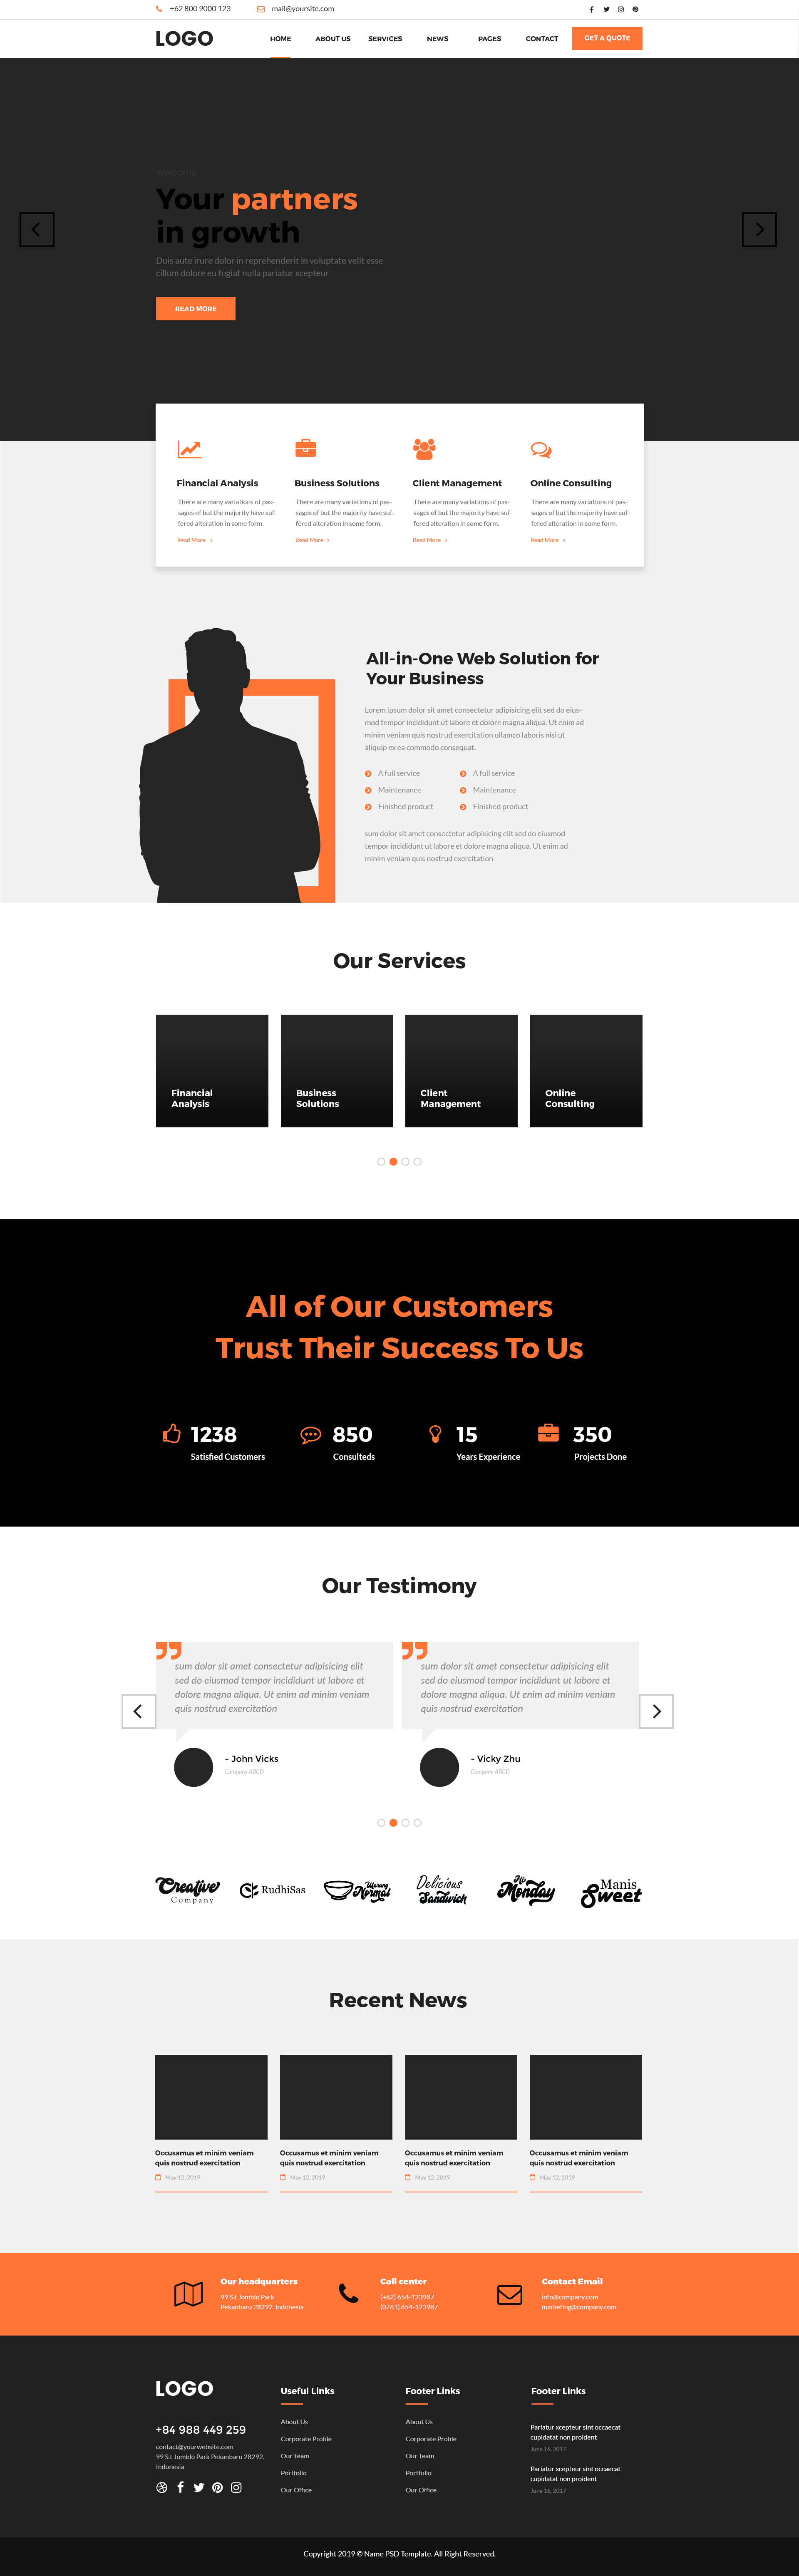 +62 800 9000 123
mail@yoursite.com
LOGO
HOME
ABOUT US
SERVICES
NEWS
PAGES
CONTACT
GET A QUOTE
Welcome
Your partners
in growth
Duis aute irure dolor in reprehenderit in voluptate velit esse
cillum dolore eu fugiat nulla pariatur xcepteur
READ MORE
Financial Analysis
There are many variations of pas-
sages of but the majority have suf-
fered alteration in some form.
Read More
Business Solutions
There are many variations of pas-
sages of but the majority have suf-
fered alteration in some form.
Read More
Client Management
There are many variations of pas-
sages of but the majority have suf-
fered alteration in some form.
Read More
Online Consulting
There are many variations of pas-
sages of but the majority have suf-
fered alteration in some form.
Read More
All-in-One Web Solution for
Your Business
Lorem ipsum dolor sit amet consectetur adipisicing elit sed do eius-
mod tempor incididunt ut labore et dolore magna aliqua. Ut enim ad
minim veniam quis nostrud exercitation ullamco laboris nisi ut
aliquip ex ea commodo consequat.
A full service
Maintenance
Finished product
A full service
Maintenance
Finished product
sum dolor sit amet consectetur adipisicing elit sed do eiusmod
tempor incididunt ut labore et dolore magna aliqua. Ut enim ad
minim veniam quis nostrud exercitation
Our Services
Financial
Analysis
Business
Solutions
Client
Management
Online
Consulting
All of Our Customers
Trust Their Success To Us
1238
Satisfied Customers
850
Consulteds
15
Years Experience
350
Projects Done
Our Testimony
sum dolor sit amet consectetur adipisicing elit
sed do eiusmod tempor incididunt ut labore et
dolore magna aliqua. Ut enim ad minim veniam
quis nostrud exercitation
- John Vicks
Company ABCD
sum dolor sit amet consectetur adipisicing elit
sed do eiusmod tempor incididunt ut labore et
dolore magna aliqua. Ut enim ad minim veniam
quis nostrud exercitation
- Vicky Zhu
Company ABCD
Creative
Company
RudhiSas
Warung
Normal
Delicious
Sandwich
Monday
Manis
Sweet
Recent News
Occusamus et minim veniam
quis nostrud exercitation
May 12, 2019
Occusamus et minim veniam
quis nostrud exercitation
May 12, 2019
Occusamus et minim veniam
quis nostrud exercitation
May 12, 2019
Occusamus et minim veniam
quis nostrud exercitation
May 12, 2019
Our headquarters
99 S.t Jomblo Park
Pekanbaru 28292. Indonesia
Call center
(+62) 654-123987
(0761) 654-123987
Contact Email
info@company.com
marketing@company.com
LOGO
+84 988 449 259
contact@yourwebsite.com
99 S.t Jomblo Park Pekanbaru 28292.
Indonesia
Useful Links
About Us
Corporate Profile
Our Team
Portfolio
Our Office
Footer Links
About Us
Corporate Profile
Our Team
Portfolio
Our Office
Footer Links
Pariatur xcepteur sint occaecat
cupidatat non proident
June 16, 2017
Pariatur xcepteur sint occaecat
cupidatat non proident
June 16, 2017
Copyright 2019 © Name PSD Template. All Right Reserved.